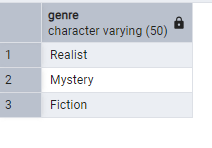 genre
character varying (50)
1 Realist
2 Mystery
3 Fiction